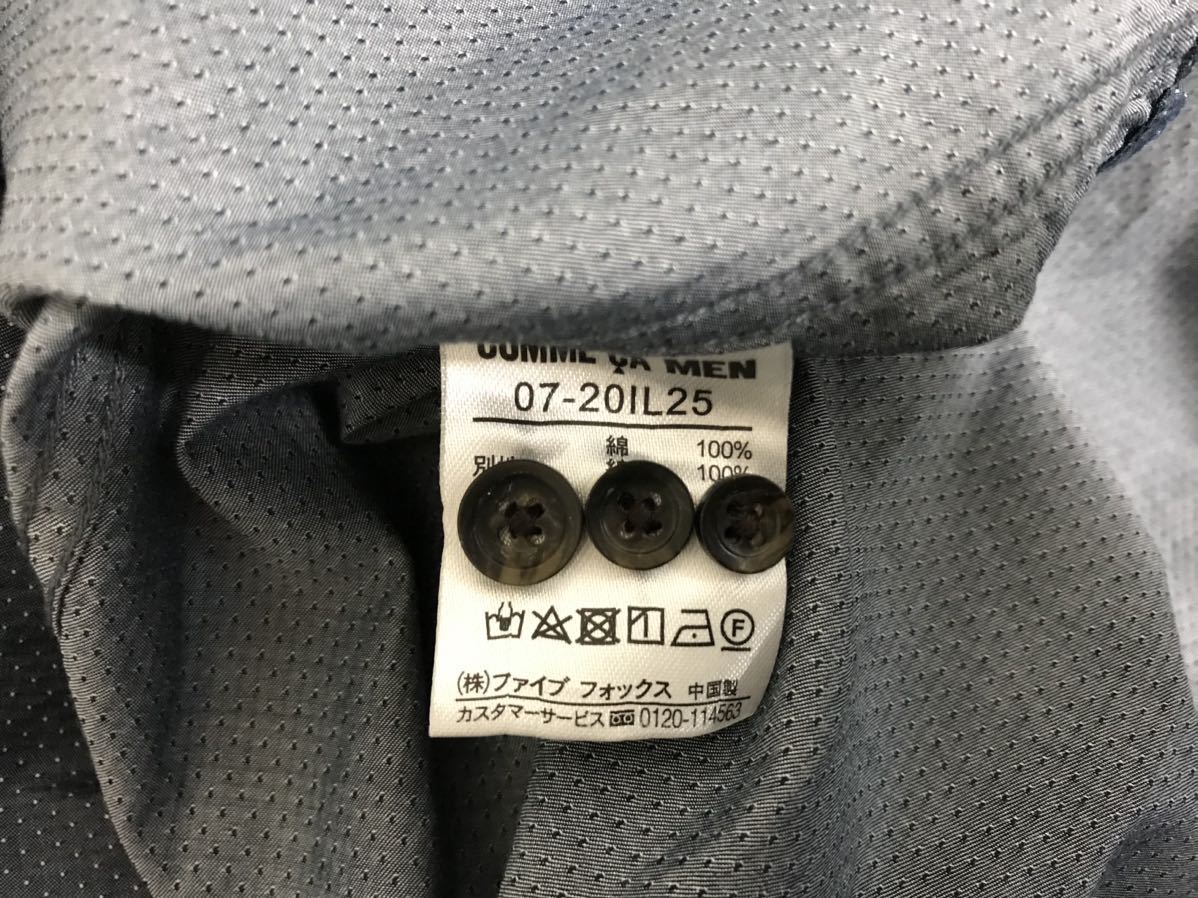 COMME ÇA MEN
07-20IL25
綿 100%
100%
F
(株)ファイブ フォックス 中国製
カスタマーサービス 0120-114563